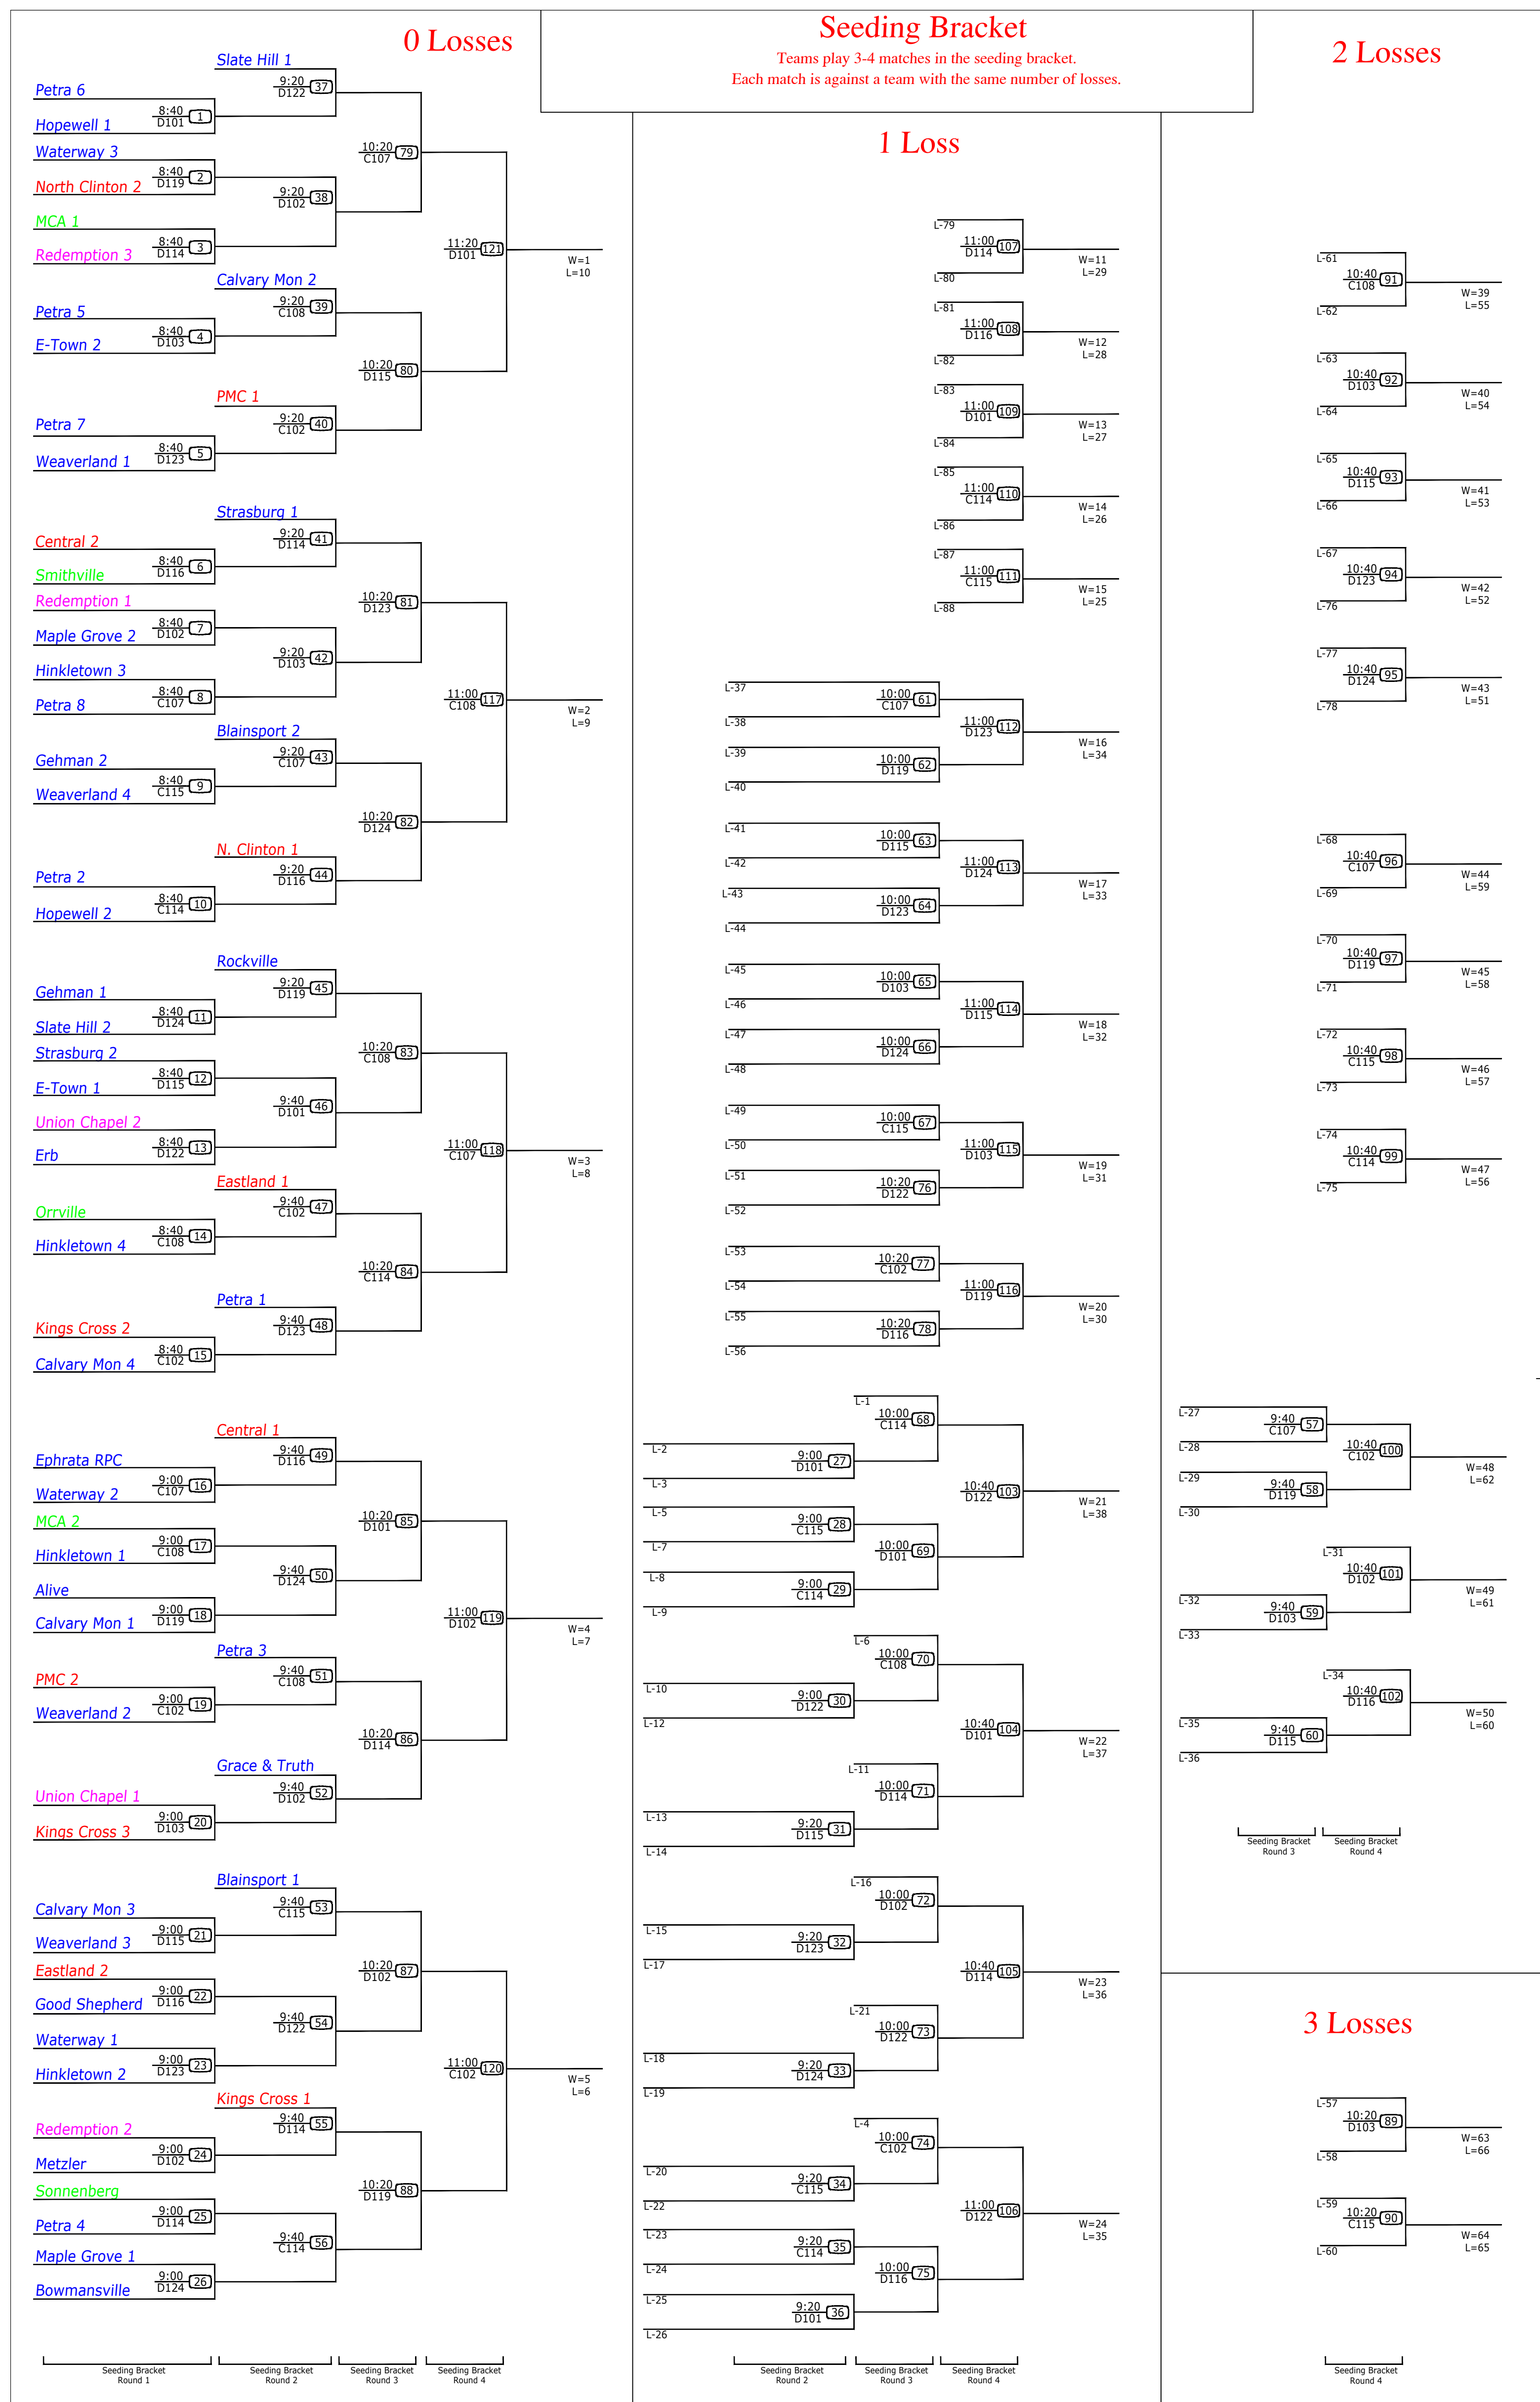 Seeding Bracket
Teams play 3-4 matches in the seeding bracket.
Each match is against a team with the same number of losses.
0 Losses
Slate Hill 1
9:20
D122
37
Petra 6
8:40
D101
1
Hopewell 1
Waterway 3
8:40
D119
2
North Clinton 2
10:20
C107
79
9:20
D102
38
MCA 1
8:40
D114
3
Redemption 3
11:20
D101
121
W=1
L=10
Calvary Mon 2
9:20
C108
39
Petra 5
8:40
D103
4
E-Town 2
10:20
D115
80
PMC 1
9:20
C102
40
Petra 7
8:40
D123
5
Weaverland 1
Strasburg 1
9:20
D114
41
Central 2
8:40
D116
6
Smithville
Redemption 1
8:40
D102
7
Maple Grove 2
10:20
D123
81
9:20
D103
42
Hinkletown 3
8:40
C107
8
Petra 8
11:00
C108
117
W=2
L=9
Blainsport 2
9:20
C107
43
Gehman 2
8:40
C115
9
Weaverland 4
10:20
D124
82
N. Clinton 1
9:20
D116
44
Petra 2
8:40
C114
10
Hopewell 2
Rockville
9:20
D119
45
Gehman 1
8:40
D124
11
Slate Hill 2
Strasburg 2
8:40
D115
12
E-Town 1
10:20
C108
83
9:40
D101
46
Union Chapel 2
8:40
D122
13
Erb
11:00
C107
118
W=3
L=8
Eastland 1
9:40
C102
47
Orrville
8:40
C108
14
Hinkletown 4
10:20
C114
84
Petra 1
9:40
D123
48
Kings Cross 2
8:40
C102
15
Calvary Mon 4
Central 1
9:40
D116
49
Ephrata RPC
9:00
C107
16
Waterway 2
MCA 2
9:00
C108
17
Hinkletown 1
10:20
D101
85
9:40
D124
50
Alive
9:00
D119
18
Calvary Mon 1
11:00
D102
119
W=4
L=7
Petra 3
9:40
C108
51
PMC 2
9:00
C102
19
Weaverland 2
10:20
D114
86
Grace & Truth
9:40
D102
52
Union Chapel 1
9:00
D103
20
Kings Cross 3
Blainsport 1
9:40
C115
53
Calvary Mon 3
9:00
D115
21
Weaverland 3
Eastland 2
9:00
D116
22
Good Shepherd
10:20
D102
87
9:40
D122
54
Waterway 1
9:00
D123
23
Hinkletown 2
11:00
C102
120
W=5
L=6
Kings Cross 1
9:40
D114
55
Redemption 2
9:00
D102
24
Metzler
10:20
D119
88
Sonnenberg
9:00
D114
25
Petra 4
9:40
C114
56
Maple Grove 1
9:00
D124
26
Bowmansville
Seeding Bracket
Round 1
Seeding Bracket
Round 2
Seeding Bracket
Round 3
Seeding Bracket
Round 4
1 Loss
L-79
11:00
D114
107
L-80
W=11
L=29
L-81
11:00
D116
108
L-82
W=12
L=28
L-83
11:00
D101
109
L-84
W=13
L=27
L-85
11:00
C114
110
L-86
W=14
L=26
L-87
11:00
C115
111
L-88
W=15
L=25
L-37
10:00
C107
61
L-38
11:00
D123
112
W=16
L=34
L-39
10:00
D119
62
L-40
L-41
10:00
D115
63
L-42
11:00
D124
113
W=17
L=33
L-43
10:00
D123
64
L-44
L-45
10:00
D103
65
L-46
11:00
D115
114
W=18
L=32
L-47
10:00
D124
66
L-48
L-49
10:00
C115
67
L-50
11:00
D103
115
W=19
L=31
L-51
10:20
D122
76
L-52
L-53
10:20
C102
77
L-54
11:00
D119
116
W=20
L=30
L-55
10:20
D116
78
L-56
L-1
10:00
C114
68
L-2
9:00
D101
27
L-3
10:40
D122
103
W=21
L=38
L-5
9:00
C115
28
L-7
10:00
D101
69
L-8
9:00
C114
29
L-9
L-6
10:00
C108
70
L-10
9:00
D122
30
L-12
10:40
D101
104
W=22
L=37
L-11
10:00
D114
71
L-13
9:20
D115
31
L-14
L-16
10:00
D102
72
L-15
9:20
D123
32
L-17
10:40
D114
105
W=23
L=36
L-21
10:00
D122
73
L-18
9:20
D124
33
L-19
L-4
10:00
C102
74
L-20
9:20
C115
34
L-22
11:00
D122
106
W=24
L=35
L-23
9:20
C114
35
L-24
10:00
D116
75
L-25
9:20
D101
36
L-26
Seeding Bracket
Round 2
Seeding Bracket
Round 3
Seeding Bracket
Round 4
2 Losses
L-61
10:40
C108
91
L-62
W=39
L=55
L-63
10:40
D103
92
L-64
W=40
L=54
L-65
10:40
D115
93
L-66
W=41
L=53
L-67
10:40
D123
94
L-76
W=42
L=52
L-77
10:40
D124
95
L-78
W=43
L=51
L-68
10:40
C107
96
L-69
W=44
L=59
L-70
10:40
D119
97
L-71
W=45
L=58
L-72
10:40
C115
98
L-73
W=46
L=57
L-74
10:40
C114
99
L-75
W=47
L=56
L-27
9:40
C107
57
L-28
10:40
C102
100
W=48
L=62
L-29
9:40
D119
58
L-30
L-31
10:40
D102
101
W=49
L=61
L-32
9:40
D103
59
L-33
L-34
10:40
D116
102
W=50
L=60
L-35
9:40
D115
60
L-36
Seeding Bracket
Round 3
Seeding Bracket
Round 4
3 Losses
L-57
10:20
D103
89
L-58
W=63
L=66
L-59
10:20
C115
90
L-60
W=64
L=65
Seeding Bracket
Round 4